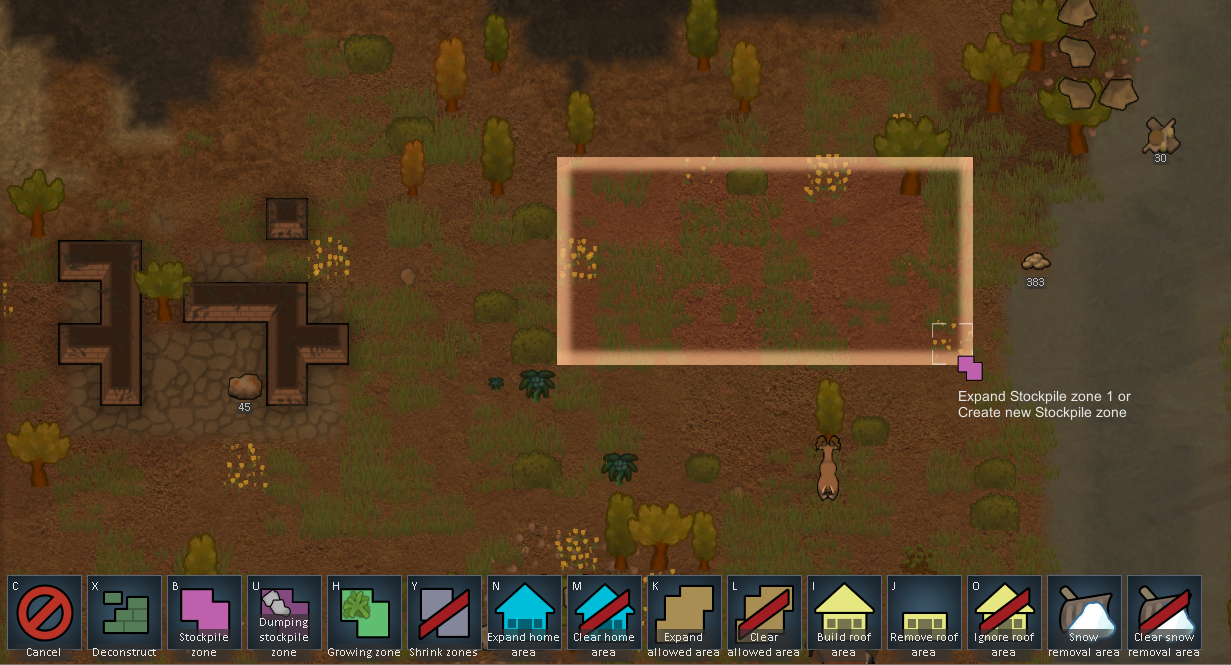 30
383
45
Expand Stockpile zone 1 or
Create new Stockpile zone
C
Cancel
X
Deconstruct
B
Stockpile
zone
U
Dumping
stockpile
zone
H
Growing zone
Y
Shrink zones
N
Expand home
area
M
Clear home
area
K
Expand
allowed area
L
Clear
allowed area
I
Build roof
area
J
Remove roof
area
O
Ignore roof
area
Snow
removal area
Clear snow
removal area